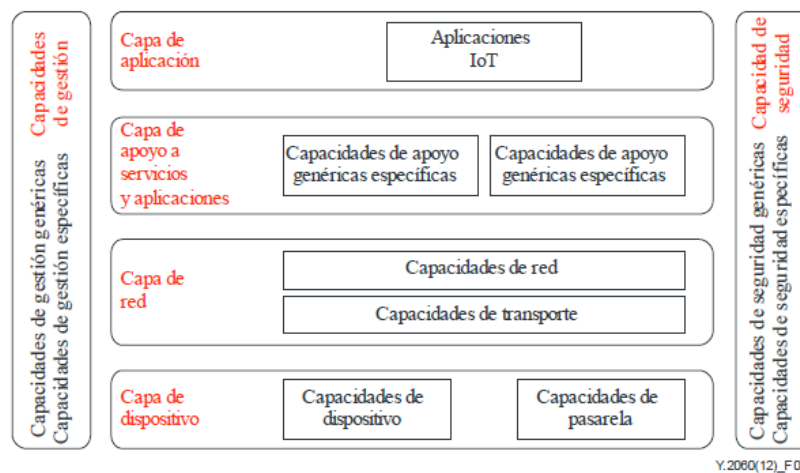 Capacidades
de gestión
Capacidades de gestión genéricas
Capacidades de gestión específicas
Capa de
aplicación
Aplicaciones
IoT
Capa de
apoyo a
servicios
y aplicaciones
Capacidades de apoyo
genéricas específicas
Capacidades de apoyo
genéricas específicas
Capa de
red
Capacidades de red
Capacidades de transporte
Capa de
dispositivo
Capacidades de
dispositivo
Capacidades de
pasarela
Capacidad de
seguridad
Capacidades de seguridad genéricas
Capacidades de seguridad específicas
Y.2060(12)_F0